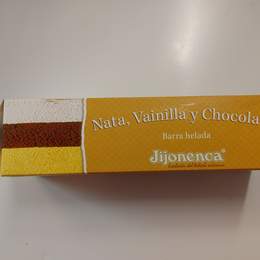 Nata, Vainilla y Chocola
Barra helada
Jijonenca®